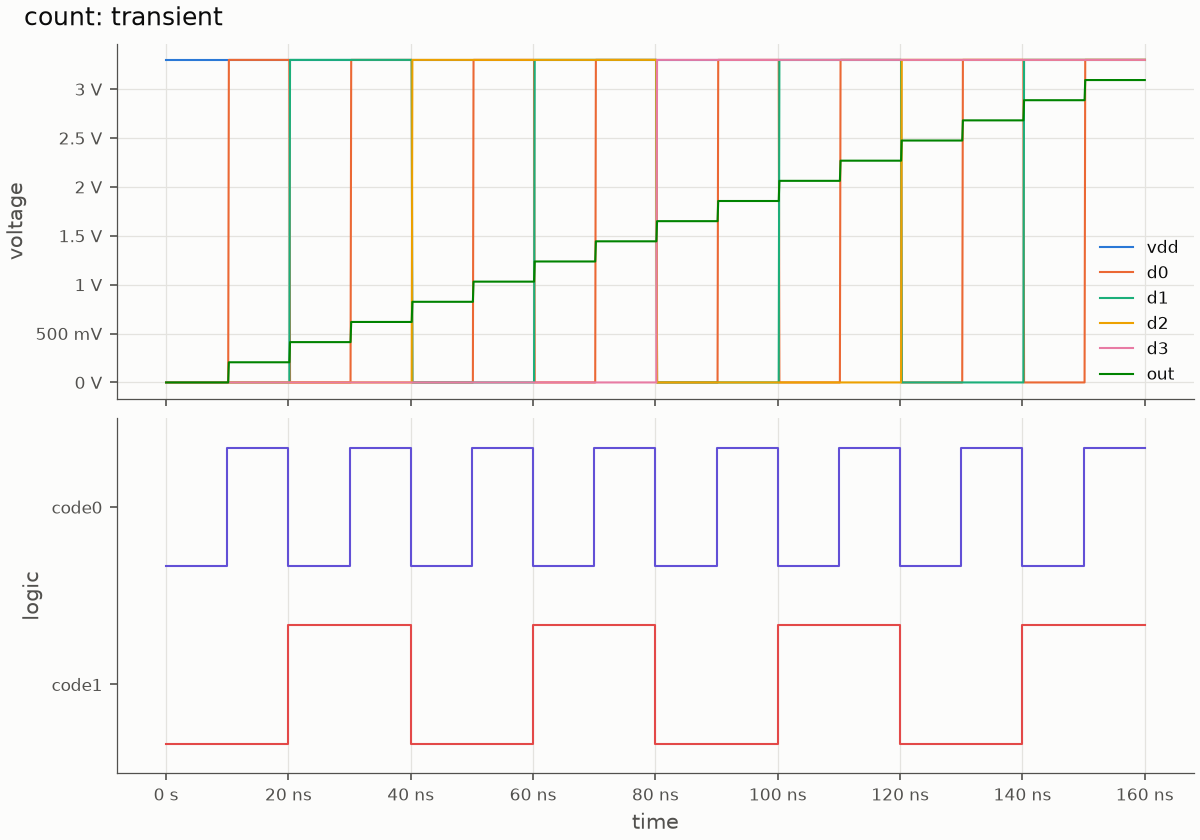 count: transient
3 V
2.5 V
2 V
1.5 V
1 V
500 mV
0 V
voltage
vdd
d0
d1
d2
d3
out
code0
code1
logic
0 s
20 ns
40 ns
60 ns
80 ns
100 ns
120 ns
140 ns
160 ns
time